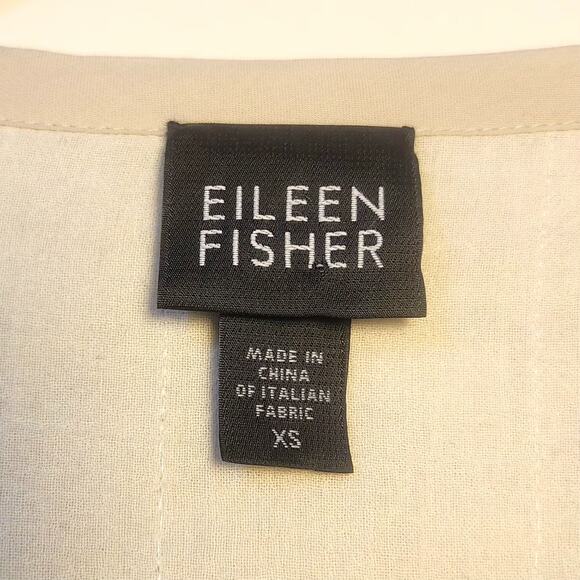 EILEEN
FISHER
MADE IN
CHINA
OF ITALIAN
FABRIC
XS